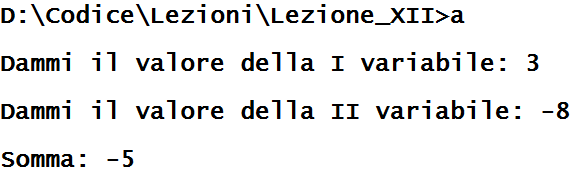 D:\Codice\Lezioni\Lezione_XII>a
Dammi il valore della I variabile: 3
Dammi il valore della II variabile: -8
Somma: -5